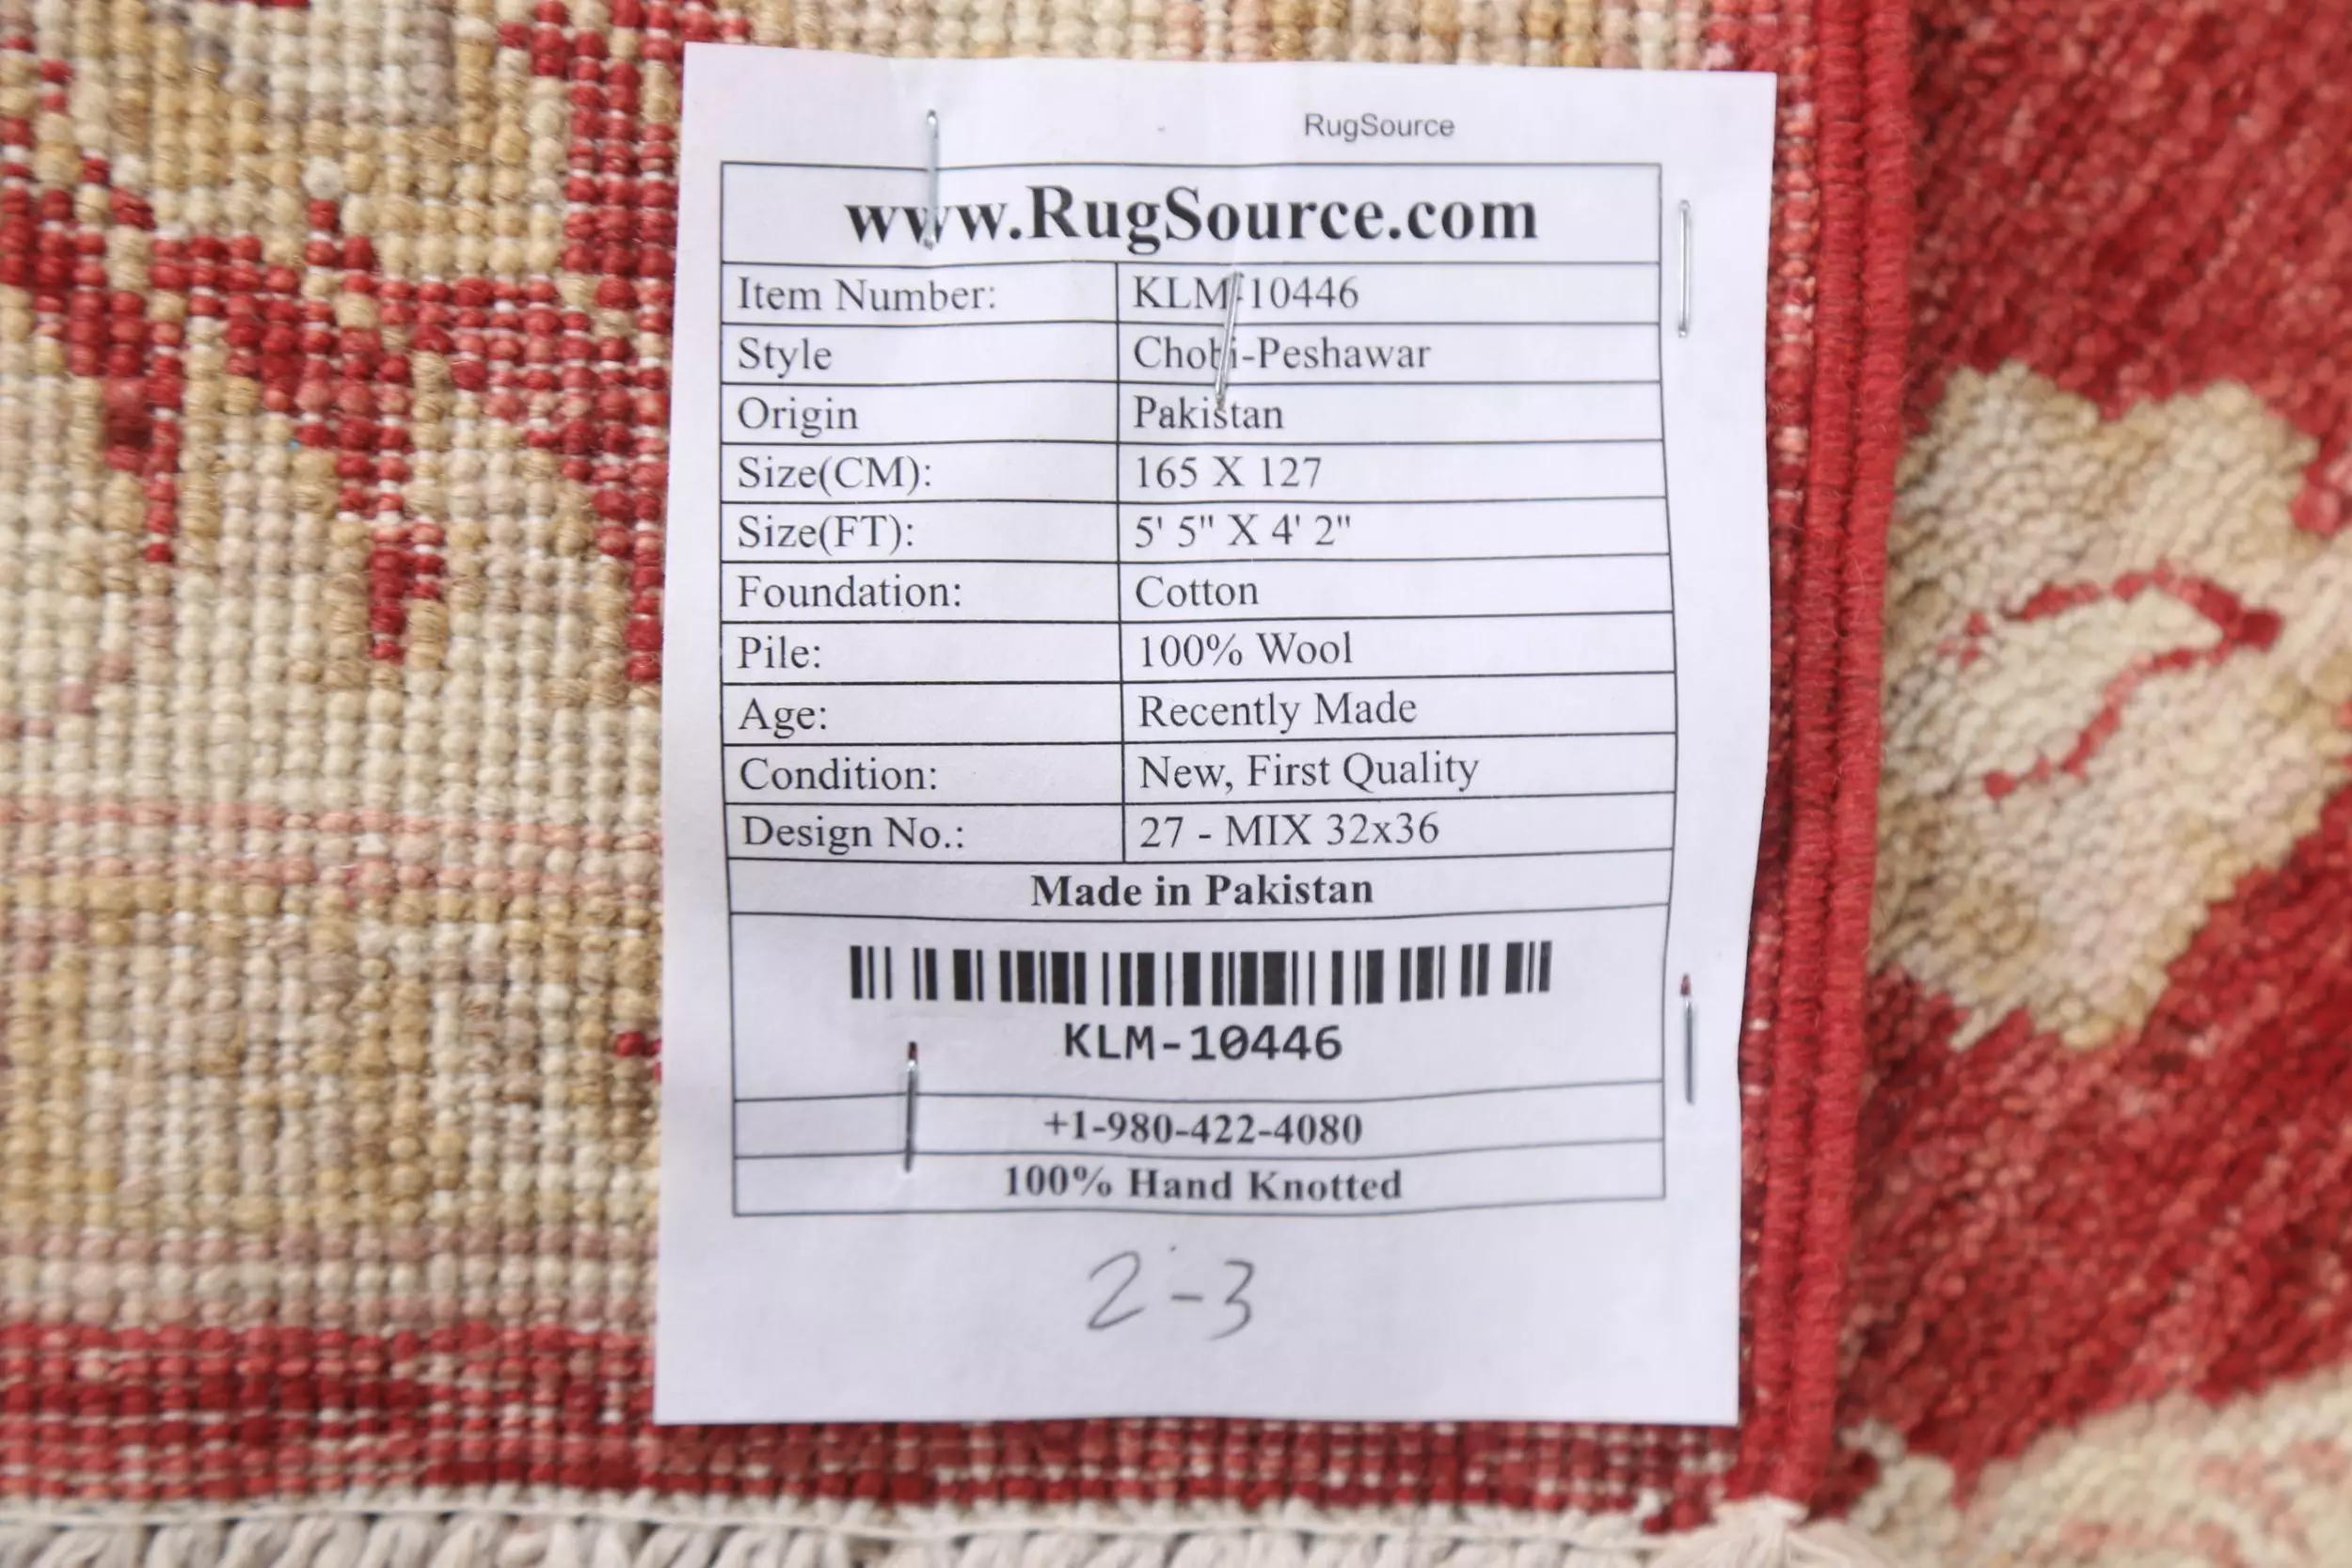 RugSource
www.RugSource.com
Item Number: KLM-10446
Style Chobi-Peshawar
Origin Pakistan
Size(CM): 165 X 127
Size(FT): 5' 5" X 4' 2"
Foundation: Cotton
Pile: 100% Wool
Age: Recently Made
Condition: New, First Quality
Design No.: 27 - MIX 32x36
Made in Pakistan
KLM-10446
+1-980-422-4080
100% Hand Knotted
2-3